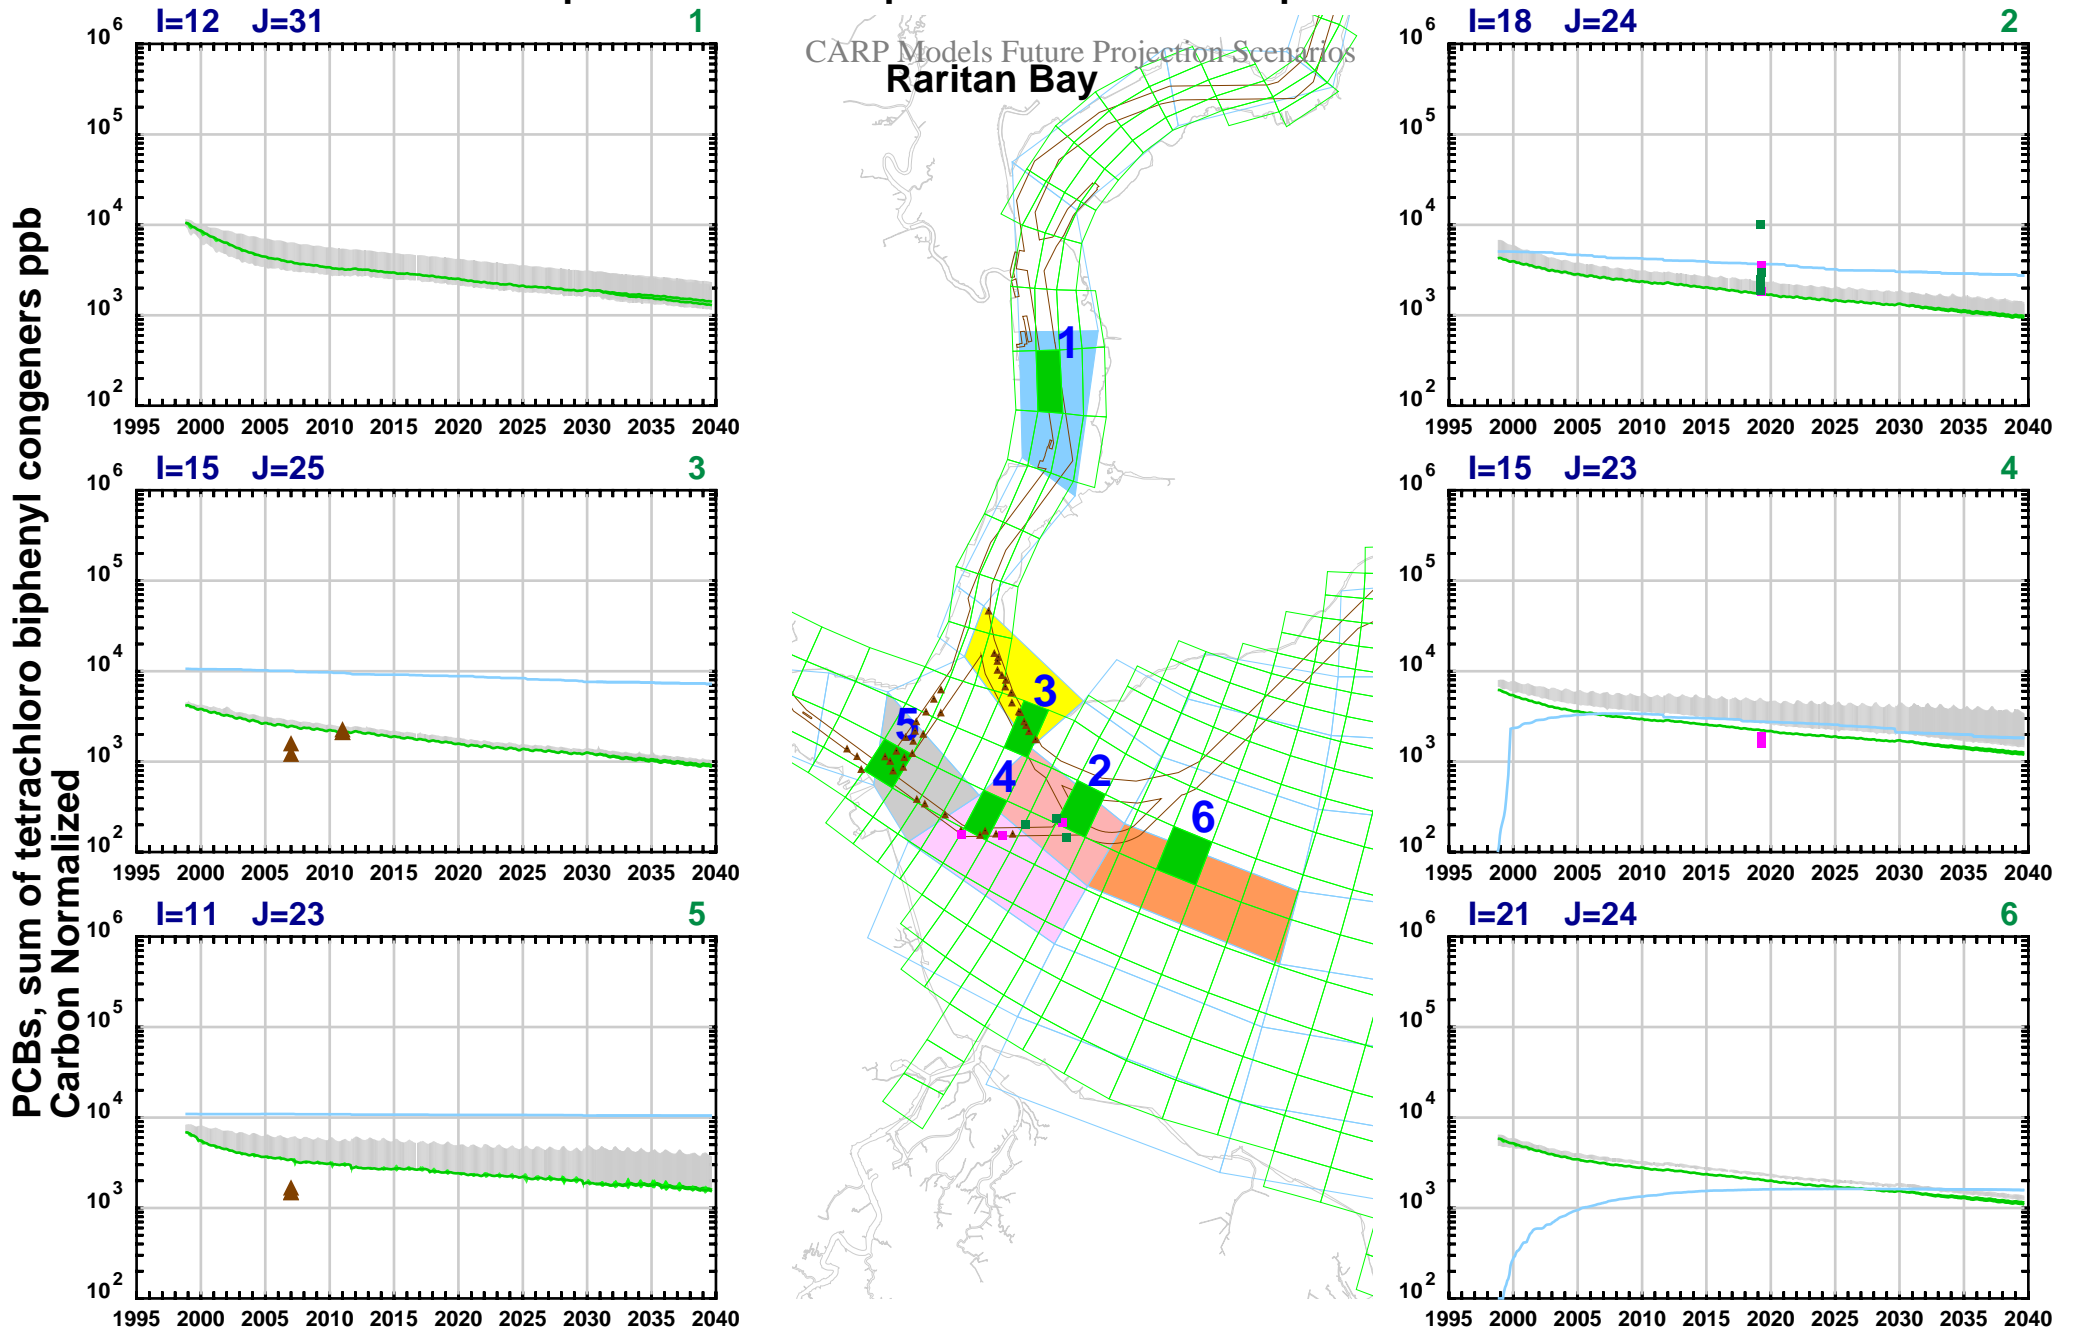 CARP Models Future Projection Scenarios
Raritan Bay
PCBs, sum of tetrachloro biphenyl congeners ppb
Carbon Normalized
I=12 J=31 1
10^6
10^5
10^4
10^3
10^2
1995 2000 2005 2010 2015 2020 2025 2030 2035 2040
I=18 J=24 2
10^6
10^5
10^4
10^3
10^2
1995 2000 2005 2010 2015 2020 2025 2030 2035 2040
I=15 J=25 3
10^6
10^5
10^4
10^3
10^2
1995 2000 2005 2010 2015 2020 2025 2030 2035 2040
I=15 J=23 4
10^6
10^5
10^4
10^3
10^2
1995 2000 2005 2010 2015 2020 2025 2030 2035 2040
I=11 J=23 5
10^6
10^5
10^4
10^3
10^2
1995 2000 2005 2010 2015 2020 2025 2030 2035 2040
I=21 J=24 6
10^6
10^5
10^4
10^3
10^2
1995 2000 2005 2010 2015 2020 2025 2030 2035 2040
1
3
5
4
2
6